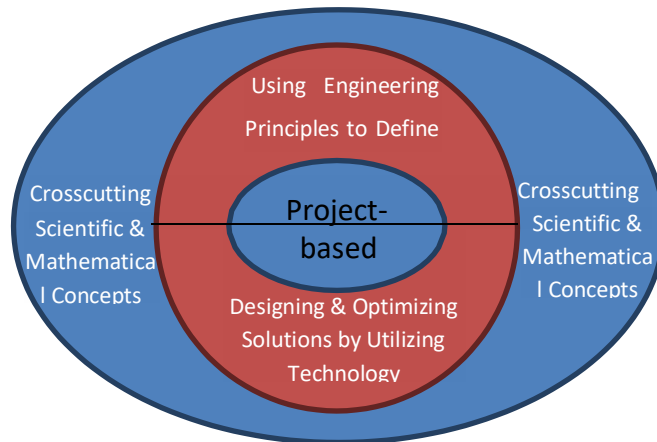 Using Engineering
Principles to Define
Crosscutting
Scientific &
Mathematica
l Concepts
Project-
based
Crosscutting
Scientific &
Mathematica
l Concepts
Designing & Optimizing
Solutions by Utilizing
Technology